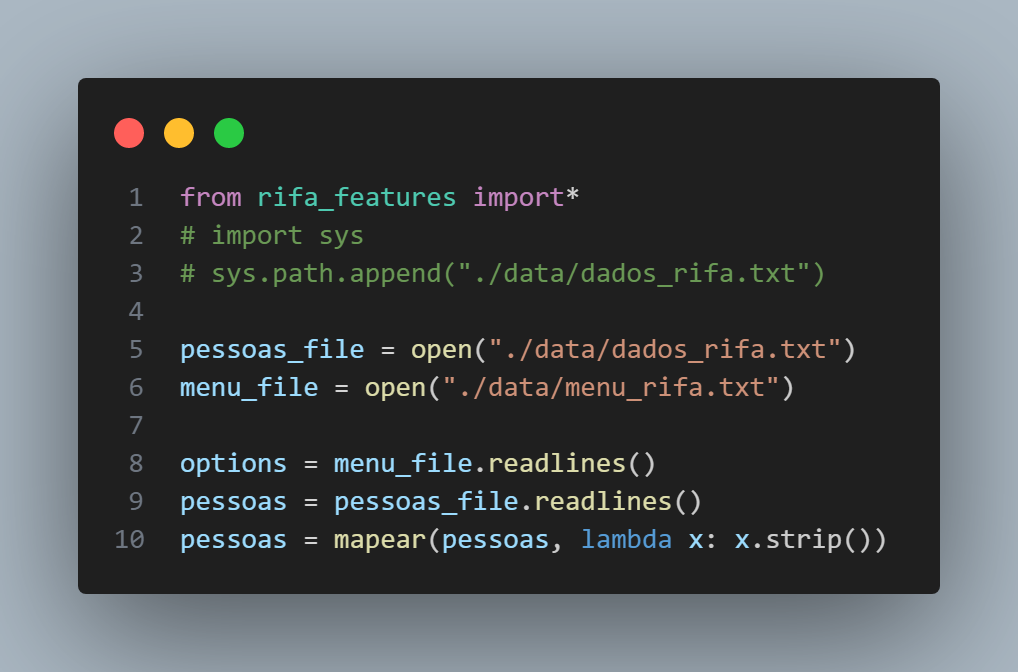 1 from rifa_features import*
2 # import sys
3 # sys.path.append("./data/dados_rifa.txt")
4
5 pessoas_file = open("./data/dados_rifa.txt")
6 menu_file = open("./data/menu_rifa.txt")
7
8 options = menu_file.readlines()
9 pessoas = pessoas_file.readlines()
10 pessoas = mapear(pessoas, lambda x: x.strip())